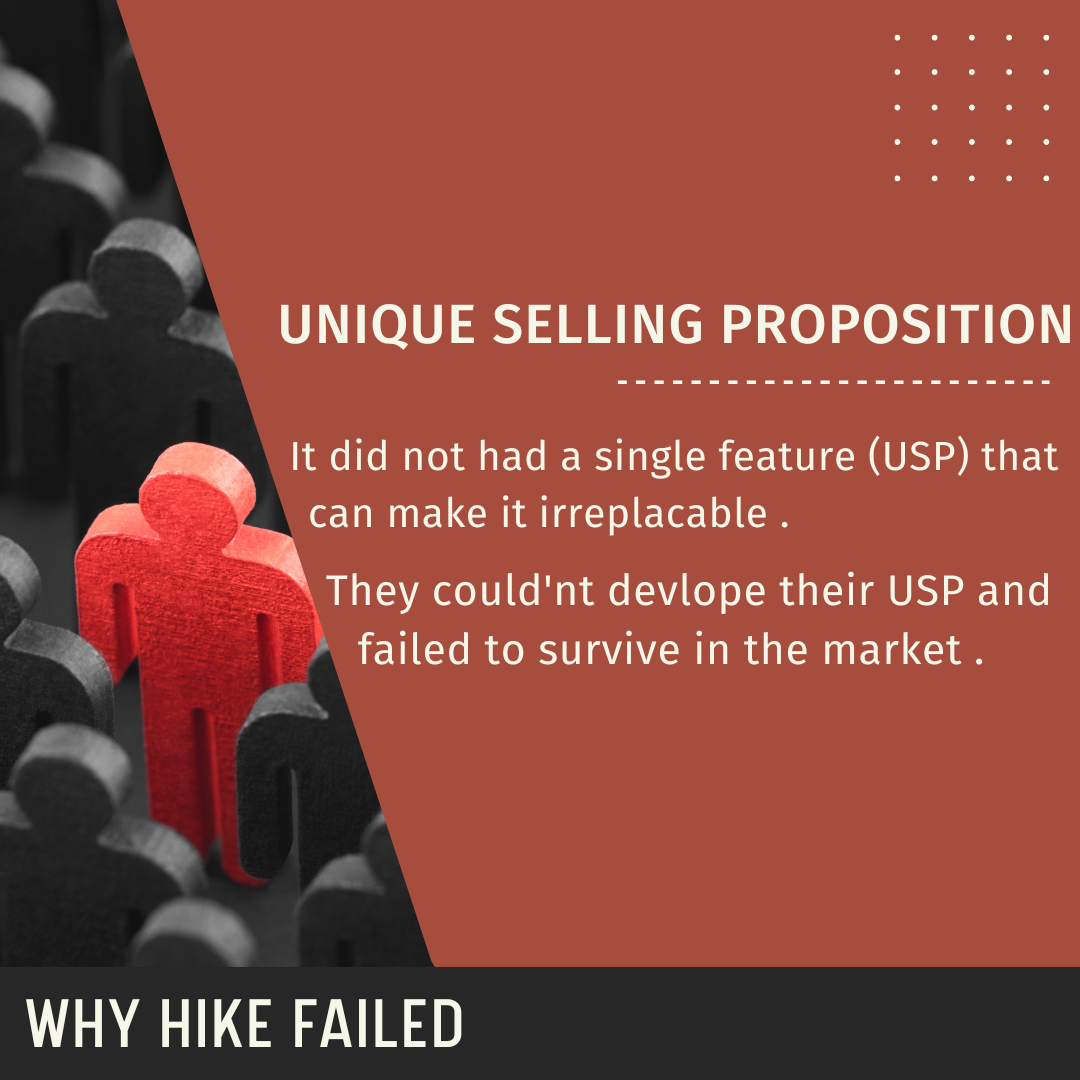 UNIQUE SELLING PROPOSITION
It did not had a single feature (USP) that
can make it irreplacable .
They could'nt devlope their USP and
failed to survive in the market .
WHY HIKE FAILED